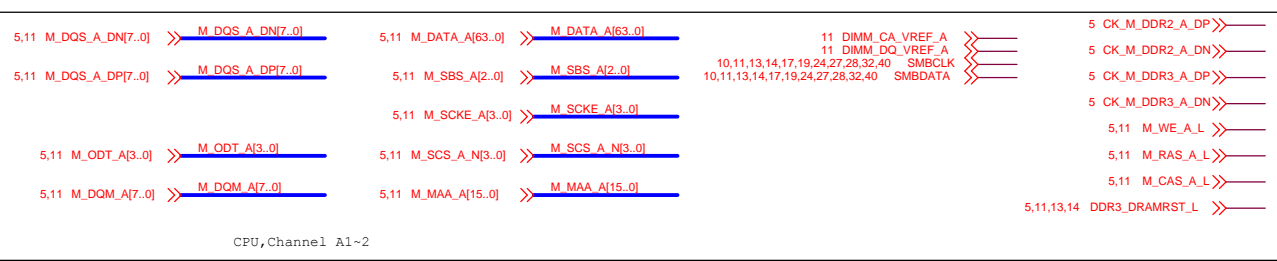 5,11 M_DQS_A_DN[7..0] M_DQS_A_DN[7..0]
5,11 M_DQS_A_DP[7..0] M_DQS_A_DP[7..0]
5,11 M_ODT_A[3..0] M_ODT_A[3..0]
5,11 M_DQM_A[7..0] M_DQM_A[7..0]
5,11 M_DATA_A[63..0] M_DATA_A[63..0]
5,11 M_SBS_A[2..0] M_SBS_A[2..0]
5,11 M_SCKE_A[3..0] M_SCKE_A[3..0]
5,11 M_SCS_A_N[3..0] M_SCS_A_N[3..0]
5,11 M_MAA_A[15..0] M_MAA_A[15..0]
11 DIMM_CA_VREF_A
11 DIMM_DQ_VREF_A
10,11,13,14,17,19,24,27,28,32,40 SMBCLK
10,11,13,14,17,19,24,27,28,32,40 SMBDATA
5 CK_M_DDR2_A_DP
5 CK_M_DDR2_A_DN
5 CK_M_DDR3_A_DP
5 CK_M_DDR3_A_DN
5,11 M_WE_A_L
5,11 M_RAS_A_L
5,11 M_CAS_A_L
5,11,13,14 DDR3_DRAMRST_L
CPU,Channel A1~2